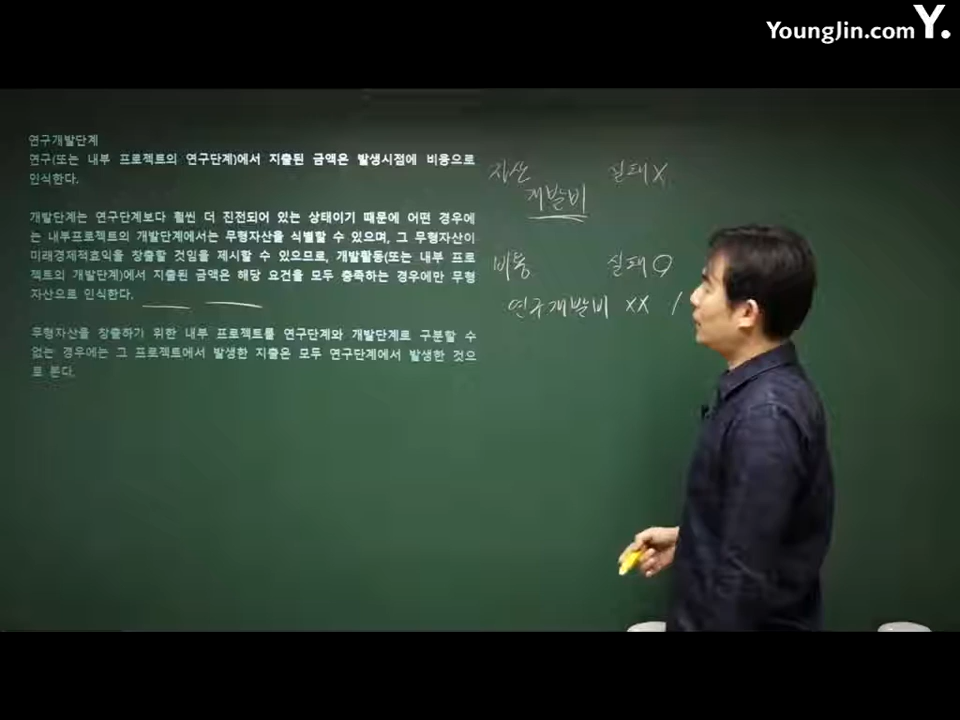 YoungJin.com Y.
연구개발단계
연구(또는 내부 프로젝트의 연구단계)에서 지출된 금액은 발생시점에 비용으로
인식한다.
개발단계는 연구단계보다 훨씬 더 진전되어 있는 상태이기 때문에 어떤 경우에
는 내부프로젝트의 개발단계에서는 무형자산을 식별할 수 있으며, 그 무형자산이
미래경제적효익을 창출할 것임을 제시할 수 있으므로, 개발활동(또는 내부 프로
젝트의 개발단계)에서 지출된 금액은 해당 요건을 모두 충족하는 경우에만 무형
자산으로 인식한다.
무형자산을 창출하기 위한 내부 프로젝트를 연구단계와 개발단계로 구분할 수
없는 경우에는 그 프로젝트에서 발생한 지출은 모두 연구단계에서 발생한 것으
로 본다.
자산 실패 X
개발비
비용 실패 O
연구개발비 XX /